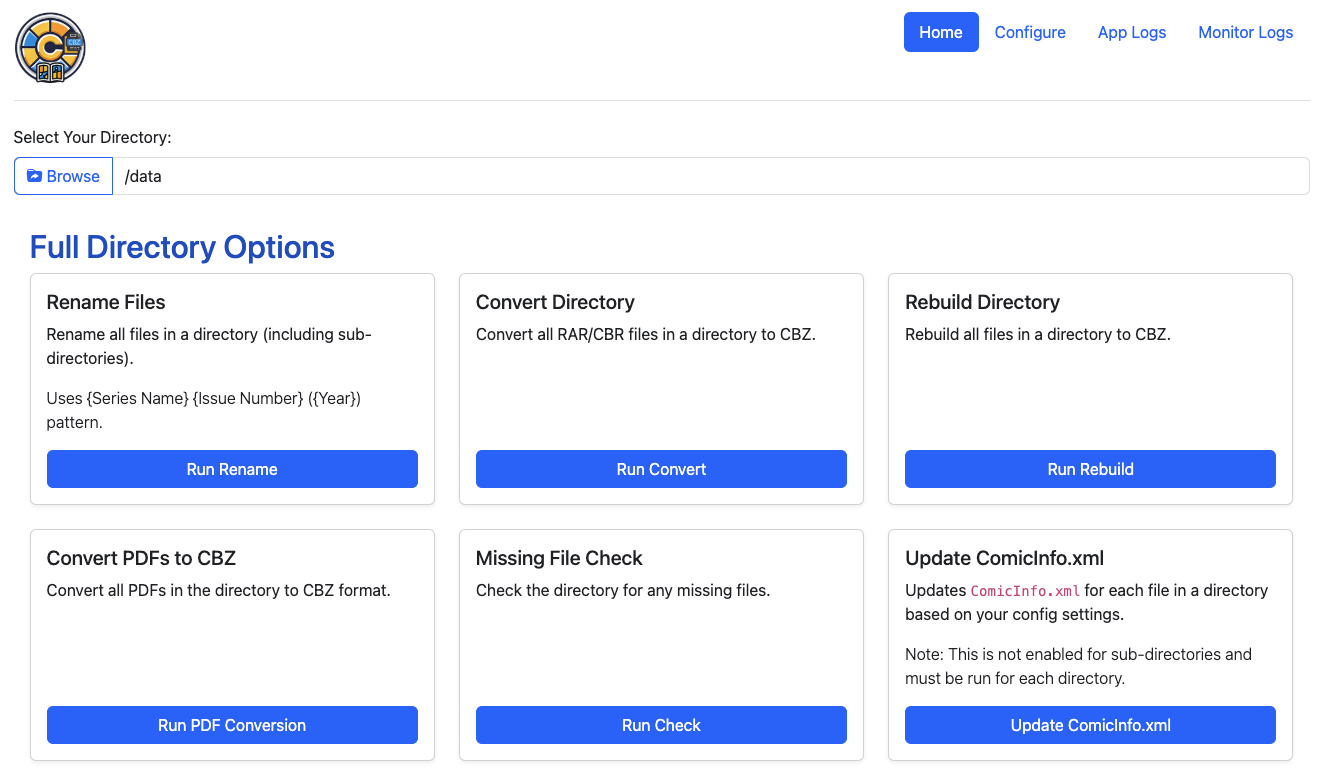 CBZ
Home
Configure
App Logs
Monitor Logs
Select Your Directory:
Browse
/data
Full Directory Options
Rename Files
Rename all files in a directory (including sub-
directories).
Uses {Series Name} {Issue Number} ({Year})
pattern.
Run Rename
Convert Directory
Convert all RAR/CBR files in a directory to CBZ.
Run Convert
Rebuild Directory
Rebuild all files in a directory to CBZ.
Run Rebuild
Convert PDFs to CBZ
Convert all PDFs in the directory to CBZ format.
Run PDF Conversion
Missing File Check
Check the directory for any missing files.
Run Check
Update ComicInfo.xml
Updates ComicInfo.xml for each file in a directory
based on your config settings.
Note: This is not enabled for sub-directories and
must be run for each directory.
Update ComicInfo.xml